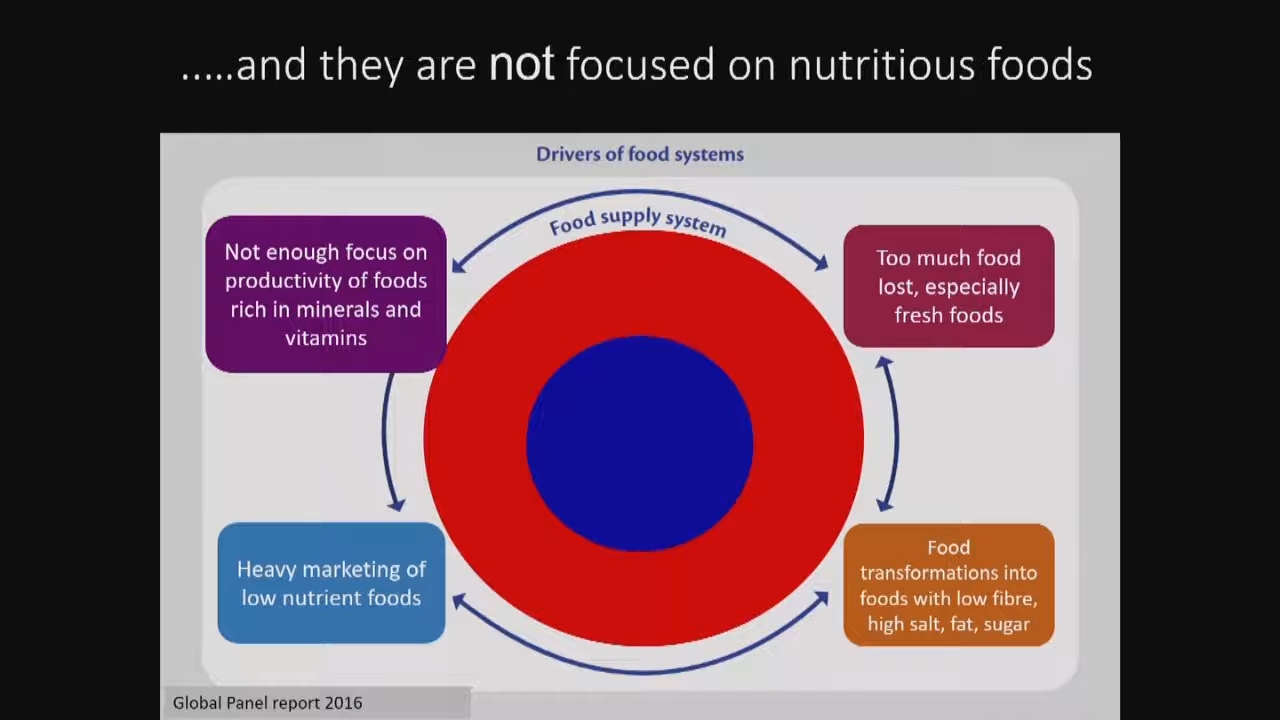 .....and they are not focused on nutritious foods
Drivers of food systems
Food supply system
Not enough focus on
productivity of foods
rich in minerals and
vitamins
Too much food
lost, especially
fresh foods
Heavy marketing of
low nutrient foods
Food
transformations into
foods with low fibre,
high salt, fat, sugar
Global Panel report 2016